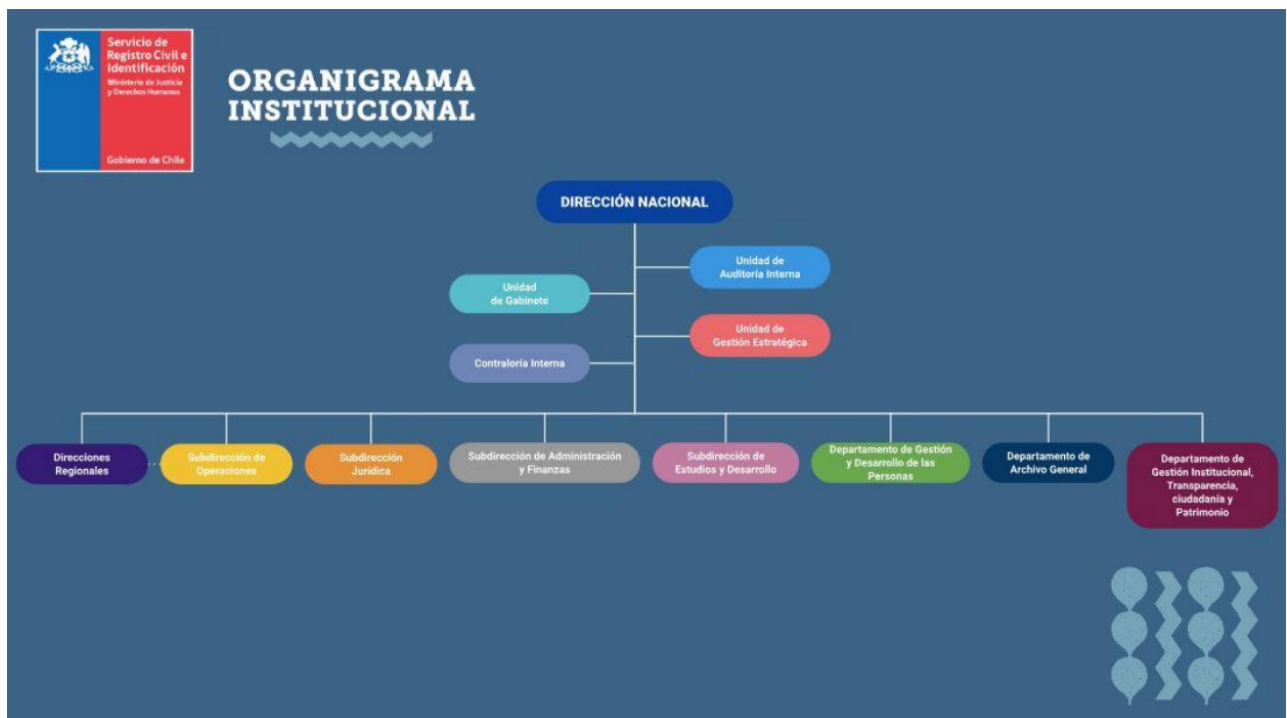 Servicio de
Registro Civil e
Identificación
Ministerio de Justicia
y Derechos Humanos
Gobierno de Chile
ORGANIGRAMA
INSTITUCIONAL
DIRECCIÓN NACIONAL
Unidad de
Auditoría Interna
Unidad
de Gabinete
Unidad de
Gestión Estratégica
Contraloría Interna
Direcciones
Regionales
Subdirección de
Operaciones
Subdirección
Jurídica
Subdirección de Administración
y Finanzas
Subdirección de
Estudios y Desarrollo
Departamento de Gestión
y Desarrollo de las
Personas
Departamento de
Archivo General
Departamento de
Gestión Institucional,
Transparencia,
ciudadanía y
Patrimonio